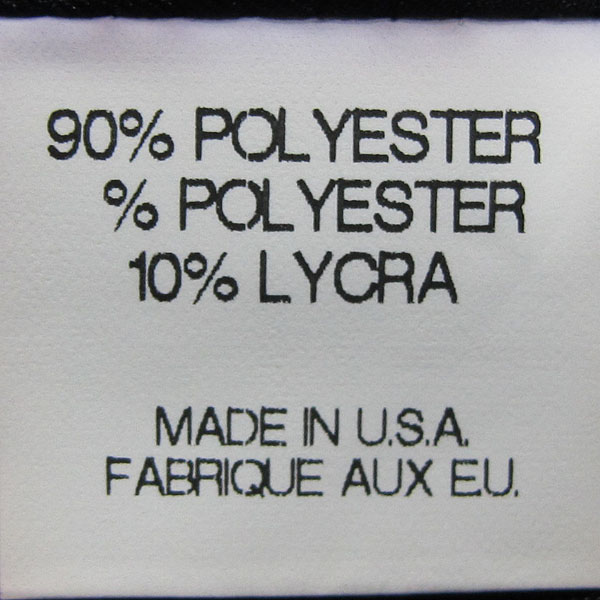 90% POLYESTER
% POLYESTER
10% LYCRA
MADE IN U.S.A.
FABRIQUE AUX E.U.